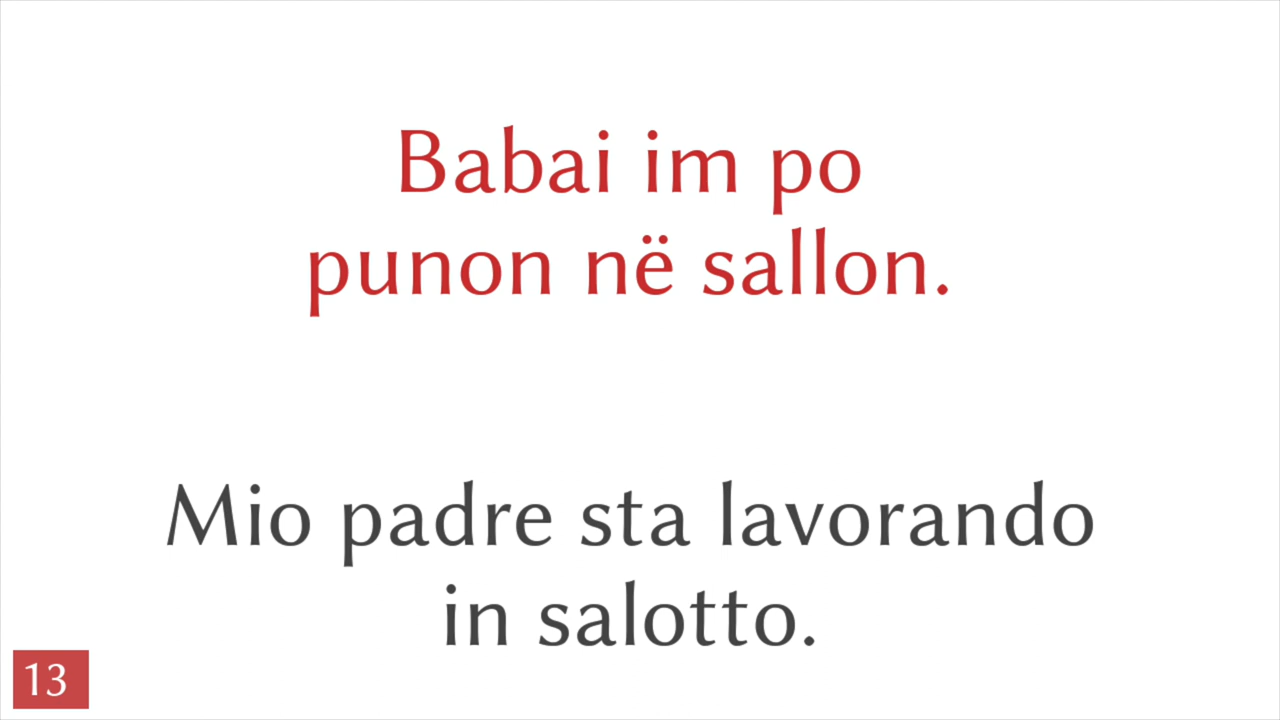 Babai im po
punon në sallon.
Mio padre sta lavorando
in salotto.
13